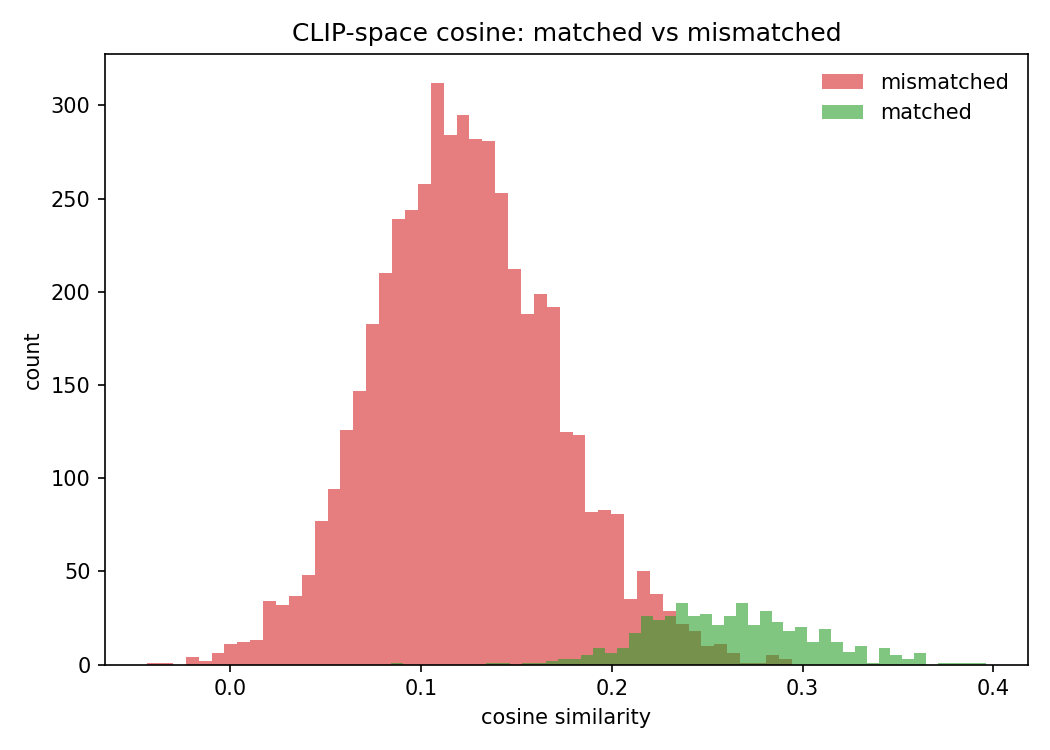 CLIP-space cosine: matched vs mismatched
mismatched
matched
count
300
250
200
150
100
50
0
0.0 0.1 0.2 0.3 0.4
cosine similarity